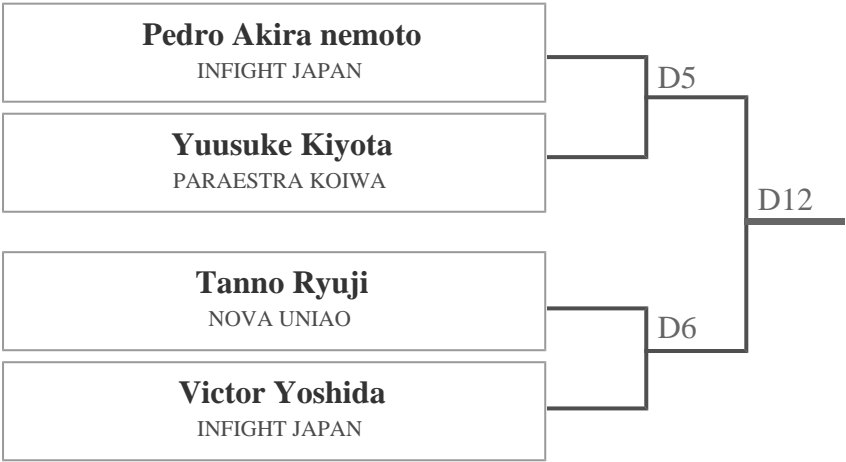 Pedro Akira nemoto
INFIGHT JAPAN
D5
Yuusuke Kiyota
PARAESTRA KOIWA
D12
Tanno Ryuji
NOVA UNIAO
D6
Victor Yoshida
INFIGHT JAPAN